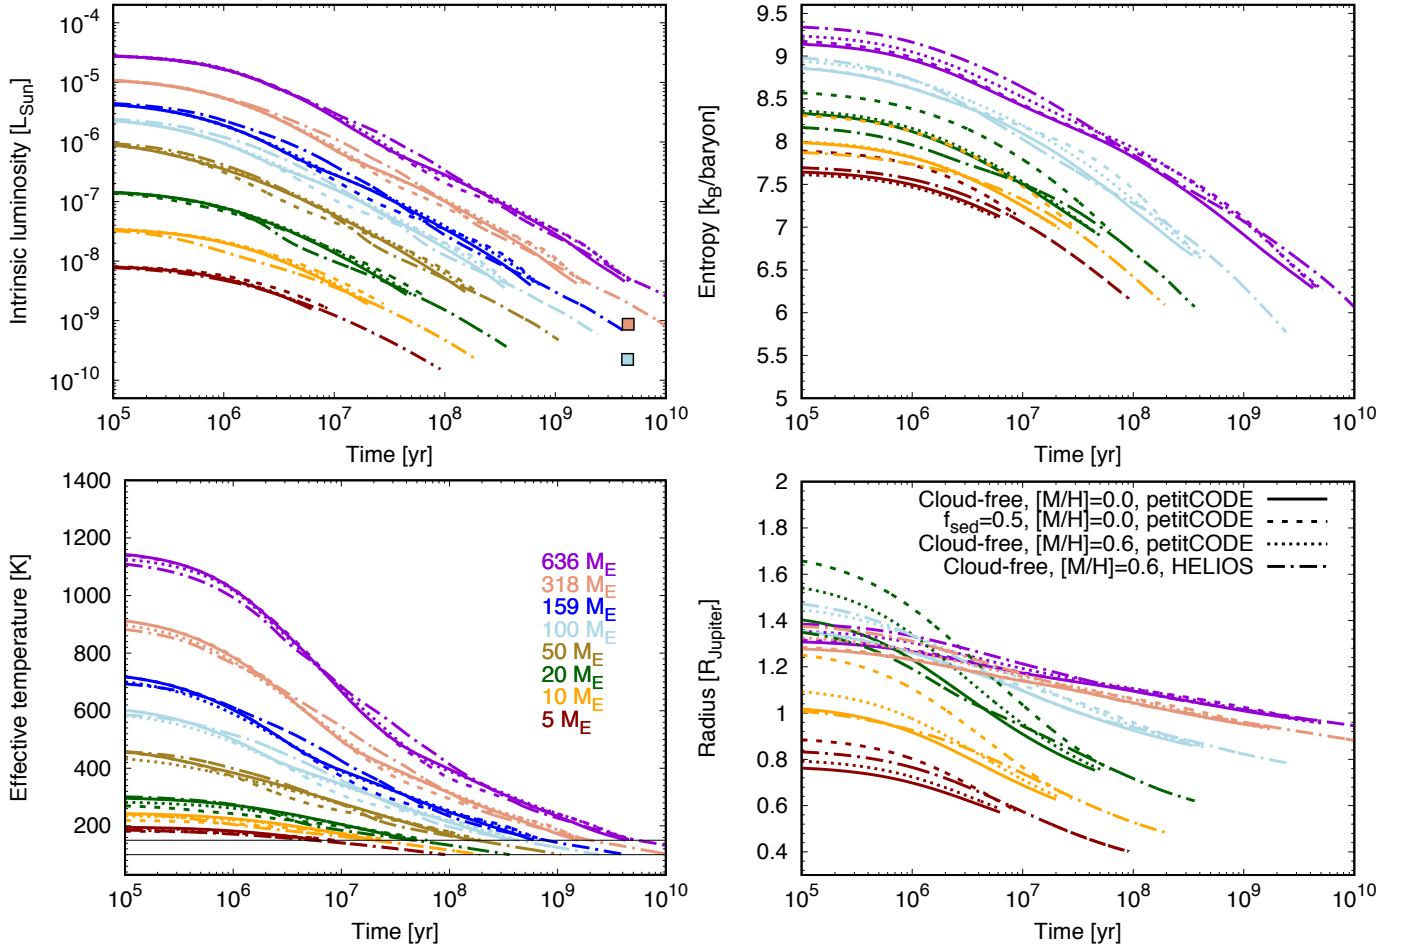 10^-4
10^-5
10^-6
10^-7
10^-8
10^-9
10^-10
Intrinsic luminosity [L_Sun]
10^5 10^6 10^7 10^8 10^9 10^10
Time [yr]
9.5
9
8.5
8
7.5
7
6.5
6
5.5
5
Entropy [k_B/baryon]
10^5 10^6 10^7 10^8 10^9 10^10
Time [yr]
1400
1200
1000
800
600
400
200
Effective temperature [K]
636 M_E
318 M_E
159 M_E
100 M_E
50 M_E
20 M_E
10 M_E
5 M_E
10^5 10^6 10^7 10^8 10^9 10^10
Time [yr]
2
1.8
1.6
1.4
1.2
1
0.8
0.6
0.4
Radius [R_Jupiter]
Cloud-free, [M/H]=0.0, petitCODE
f_sed=0.5, [M/H]=0.0, petitCODE
Cloud-free, [M/H]=0.6, petitCODE
Cloud-free, [M/H]=0.6, HELIOS
10^5 10^6 10^7 10^8 10^9 10^10
Time [yr]